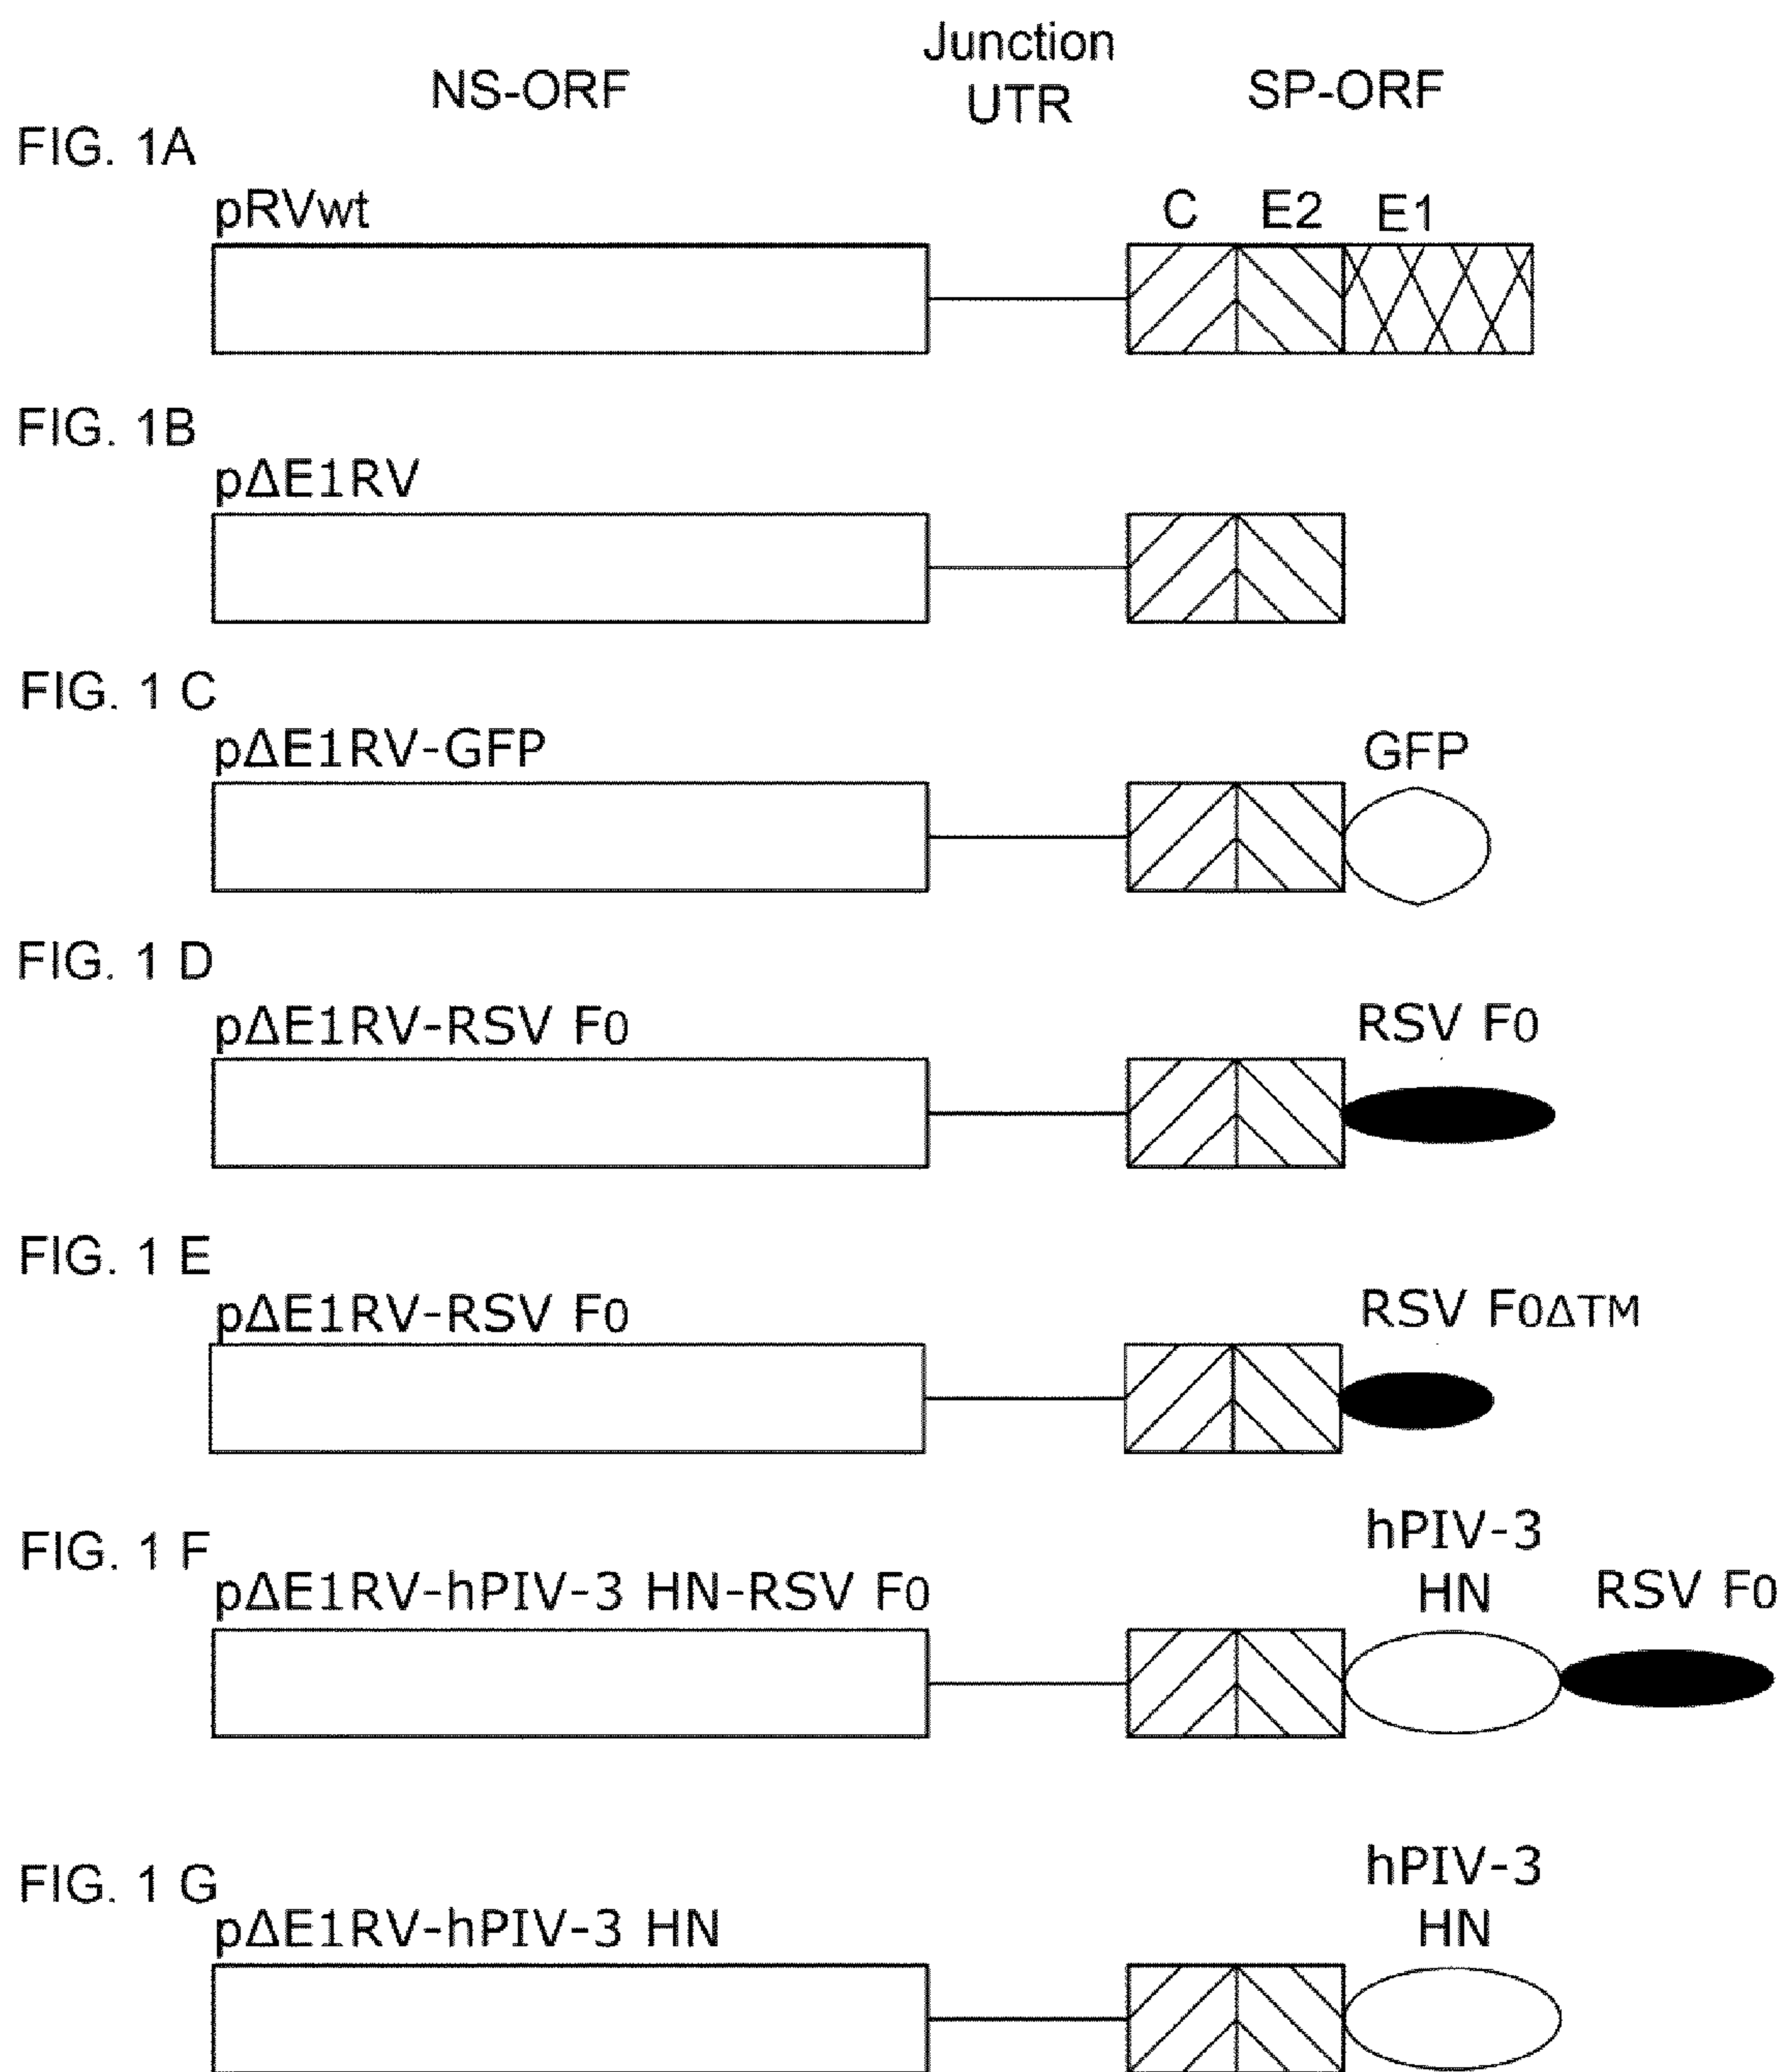 NS-ORF
Junction
UTR
SP-ORF
FIG. 1A
pRVwt
C
E2
E1
FIG. 1B
pΔE1RV
FIG. 1 C
pΔE1RV-GFP
GFP
FIG. 1 D
pΔE1RV-RSV F0
RSV F0
FIG. 1 E
pΔE1RV-RSV F0
RSV F0ΔTM
FIG. 1 F
pΔE1RV-hPIV-3 HN-RSV F0
hPIV-3
HN
RSV F0
FIG. 1 G
pΔE1RV-hPIV-3 HN
hPIV-3
HN